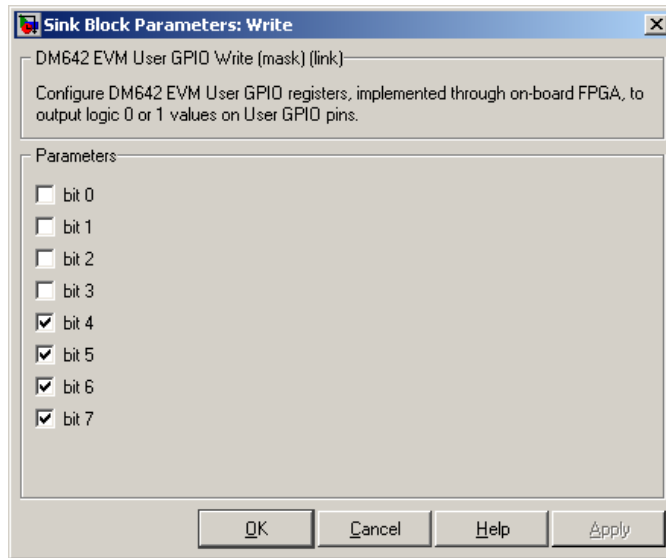 Sink Block Parameters: Write
DM642 EVM User GPIO Write (mask) (link)
Configure DM642 EVM User GPIO registers, implemented through on-board FPGA, to
output logic 0 or 1 values on User GPIO pins.
Parameters
bit 0
bit 1
bit 2
bit 3
bit 4
bit 5
bit 6
bit 7
OK Cancel Help Apply